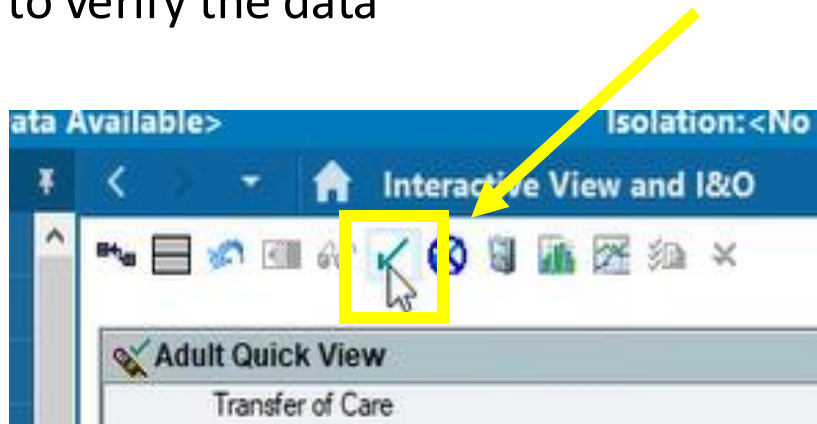 to verify the data
ata Available> Isolation:<No
Interactive View and I&O
Adult Quick View
Transfer of Care